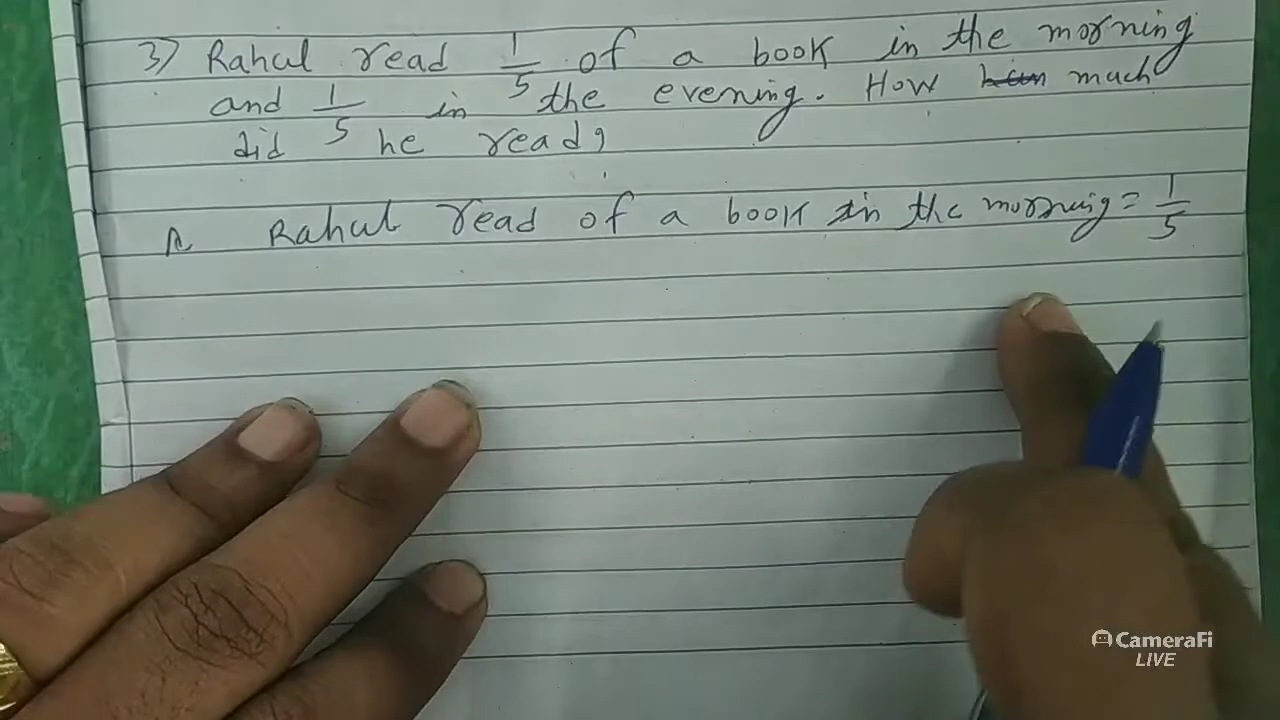 3) Rahul read 1/5 of a book in the morning
and 1/5 in the evening. How much
did he read?
A Rahul read of a book in the morning = 1/5
CameraFi
LIVE